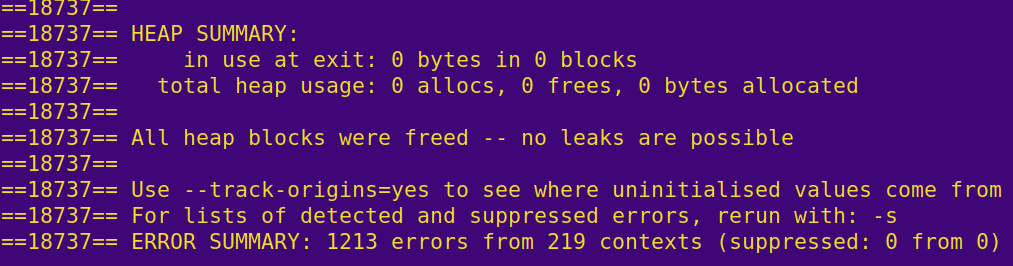 ==18737==
==18737== HEAP SUMMARY:
==18737==     in use at exit: 0 bytes in 0 blocks
==18737==   total heap usage: 0 allocs, 0 frees, 0 bytes allocated
==18737==
==18737== All heap blocks were freed -- no leaks are possible
==18737==
==18737== Use --track-origins=yes to see where uninitialised values come from
==18737== For lists of detected and suppressed errors, rerun with: -s
==18737== ERROR SUMMARY: 1213 errors from 219 contexts (suppressed: 0 from 0)